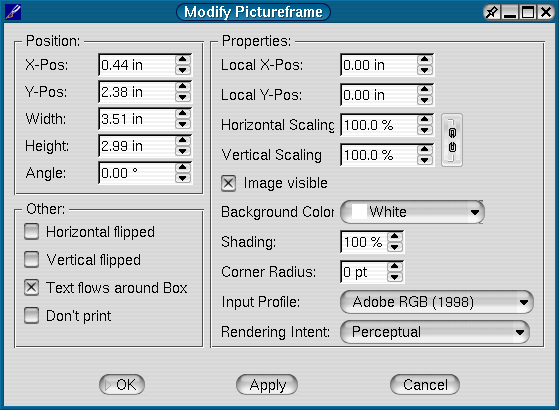 Modify Pictureframe
Position:
X-Pos: 0.44 in
Y-Pos: 2.38 in
Width: 3.51 in
Height: 2.99 in
Angle: 0.00 °
Other:
Horizontal flipped
Vertical flipped
Text flows around Box
Don't print
Properties:
Local X-Pos: 0.00 in
Local Y-Pos: 0.00 in
Horizontal Scaling 100.0 %
Vertical Scaling 100.0 %
Image visible
Background Color White
Shading: 100 %
Corner Radius: 0 pt
Input Profile: Adobe RGB (1998)
Rendering Intent: Perceptual
OK Apply Cancel